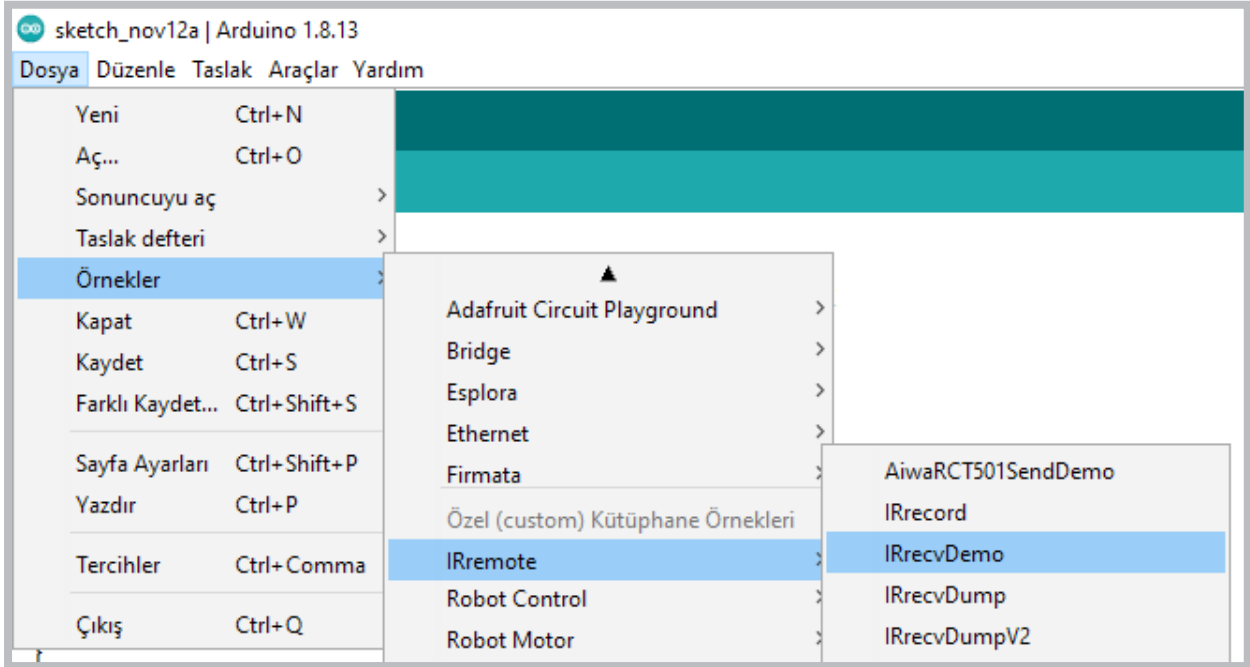 sketch_nov12a | Arduino 1.8.13
Dosya Düzenle Taslak Araçlar Yardım
Yeni Ctrl+N
Aç... Ctrl+O
Sonuncuyu aç
Taslak defteri
Örnekler
Kapat Ctrl+W
Kaydet Ctrl+S
Farklı Kaydet... Ctrl+Shift+S
Sayfa Ayarları Ctrl+Shift+P
Yazdır Ctrl+P
Tercihler Ctrl+Comma
Çıkış Ctrl+Q
Adafruit Circuit Playground
Bridge
Esplora
Ethernet
Firmata
Özel (custom) Kütüphane Örnekleri
IRremote
Robot Control
Robot Motor
AiwaRCT501SendDemo
IRrecord
IRrecvDemo
IRrecvDump
IRrecvDumpV2